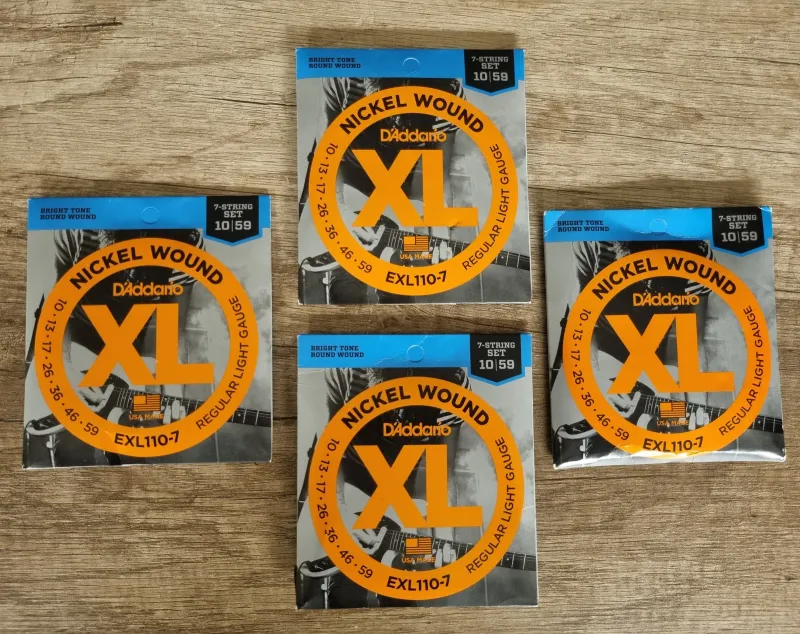 BRIGHT TONE
ROUND WOUND
7-STRING
SET
10|59
NICKEL WOUND
D'Addario
XL
10 · 13 · 17 · 26 · 36 · 46 · 59
REGULAR LIGHT GAUGE
USA MADE
EXL110-7
BRIGHT TONE
ROUND WOUND
7-STRING
SET
10|59
NICKEL WOUND
D'Addario
XL
10 · 13 · 17 · 26 · 36 · 46 · 59
REGULAR LIGHT GAUGE
USA MADE
EXL110-7
BRIGHT TONE
ROUND WOUND
7-STRING
SET
10|59
NICKEL WOUND
D'Addario
XL
10 · 13 · 17 · 26 · 36 · 46 · 59
REGULAR LIGHT GAUGE
USA MADE
EXL110-7
BRIGHT TONE
ROUND WOUND
7-STRING
SET
10|59
NICKEL WOUND
D'Addario
XL
10 · 13 · 17 · 26 · 36 · 46 · 59
REGULAR LIGHT GAUGE
USA MADE
EXL110-7